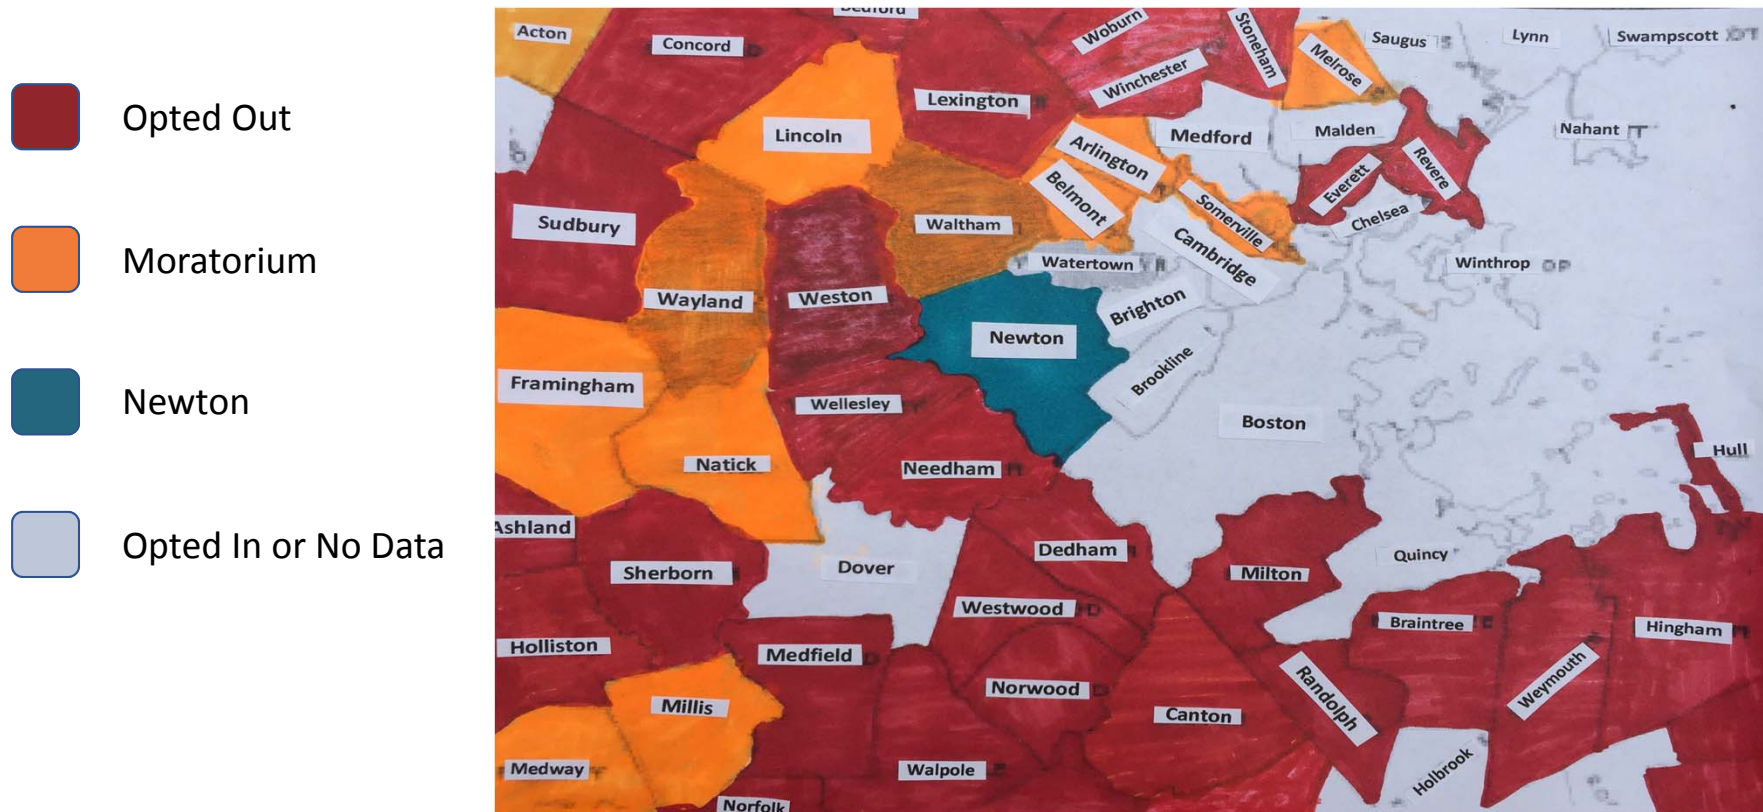 Opted Out
Moratorium
Newton
Opted In or No Data
Bedford
Acton
Concord
Woburn
Stoneham
Saugus
Lynn
Swampscott
Melrose
Winchester
Lexington
Lincoln
Medford
Malden
Nahant
Arlington
Revere
Everett
Belmont
Sudbury
Waltham
Somerville
Chelsea
Cambridge
Watertown
Winthrop
Wayland
Weston
Brighton
Newton
Framingham
Brookline
Wellesley
Boston
Hull
Natick
Needham
Ashland
Dedham
Quincy
Sherborn
Dover
Milton
Westwood
Braintree
Hingham
Holliston
Medfield
Norwood
Randolph
Weymouth
Millis
Canton
Medway
Walpole
Holbrook
Norfolk